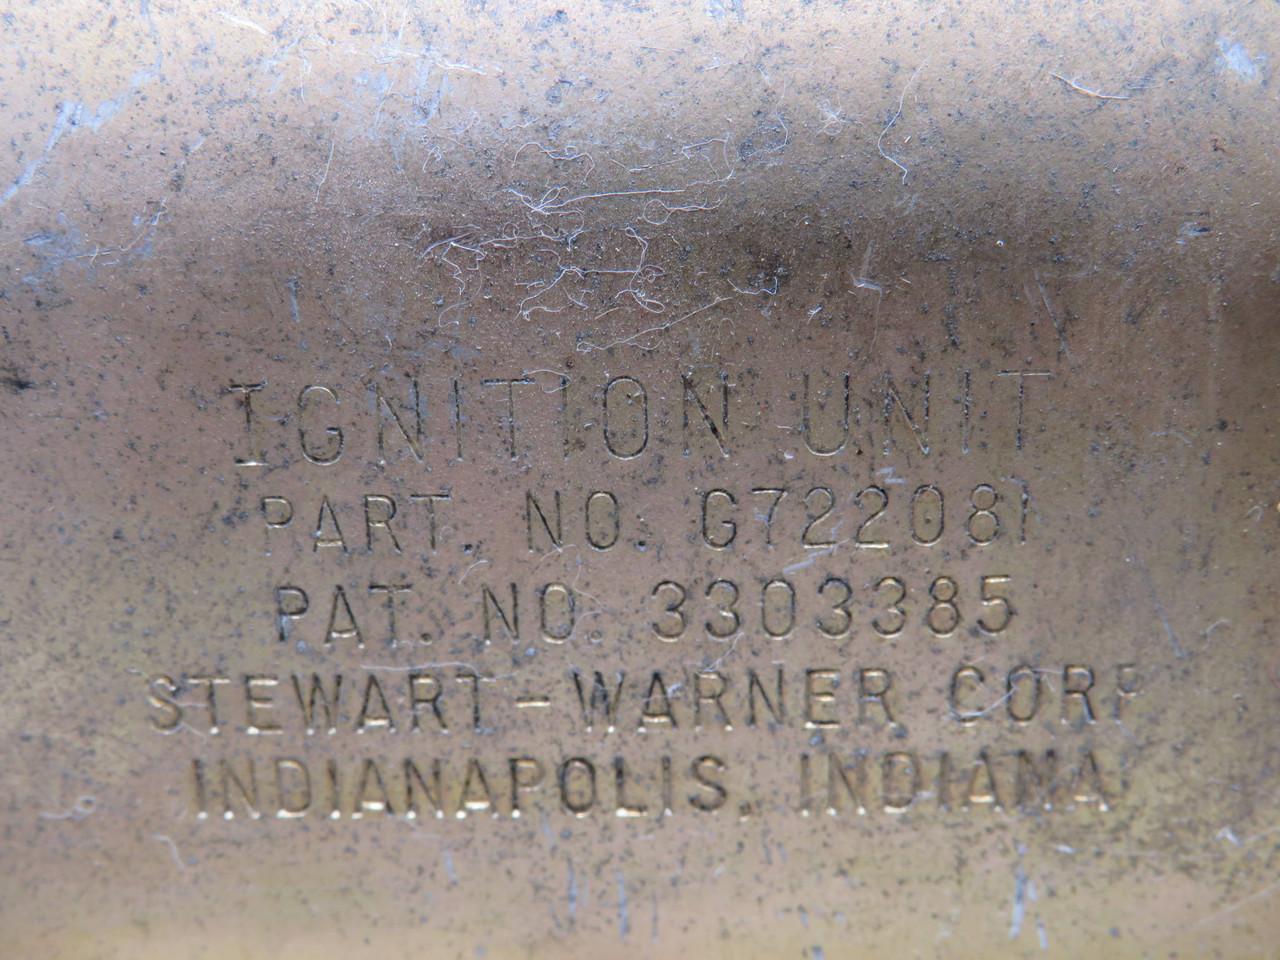 IGNITION UNIT
PART. NO. G722081
PAT. NO. 3303385
STEWART-WARNER CORP
INDIANAPOLIS, INDIANA